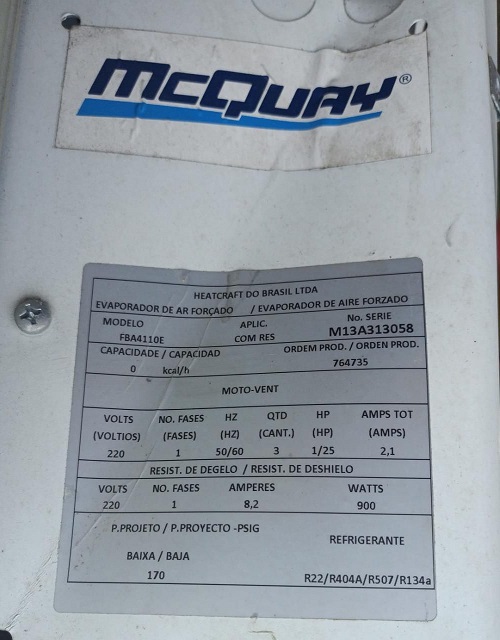 McQUAY®
HEATCRAFT DO BRASIL LTDA
EVAPORADOR DE AR FORÇADO / EVAPORADOR DE AIRE FORZADO
MODELO APLIC. No. SERIE
FBA4110E COM RES M13A313058
CAPACIDADE / CAPACIDAD ORDEM PROD. / ORDEN PROD.
0 kcal/h 764735
MOTO-VENT
VOLTS NO. FASES HZ QTD HP AMPS TOT
(VOLTIOS) (FASES) (HZ) (CANT.) (HP) (AMPS)
220 1 50/60 3 1/25 2,1
RESIST. DE DEGELO / RESIST. DE DESHIELO
VOLTS NO. FASES AMPERES WATTS
220 1 8,2 900
P.PROJETO / P.PROYECTO -PSIG REFRIGERANTE
BAIXA / BAJA
170 R22/R404A/R507/R134a